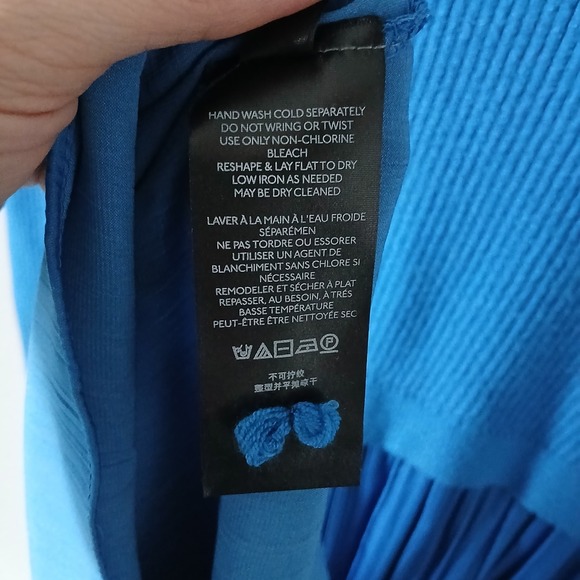 HAND WASH COLD SEPARATELY
DO NOT WRING OR TWIST
USE ONLY NON-CHLORINE
BLEACH
RESHAPE & LAY FLAT TO DRY
LOW IRON AS NEEDED
MAY BE DRY CLEANED
LAVER À LA MAIN À L'EAU FROIDE
SÉPARÉMEN
NE PAS TORDRE OU ESSORER
UTILISER UN AGENT DE
BLANCHIMENT SANS CHLORE SI
NÉCESSAIRE
REMODELER ET SÉCHER À PLAT
REPASSER, AU BESOIN, À TRÉS
BASSE TEMPÉRATURE
PEUT-ÊTRE ÊTRE NETTOYÉE SEC
P
不可拧绞
整型并平摊晾干